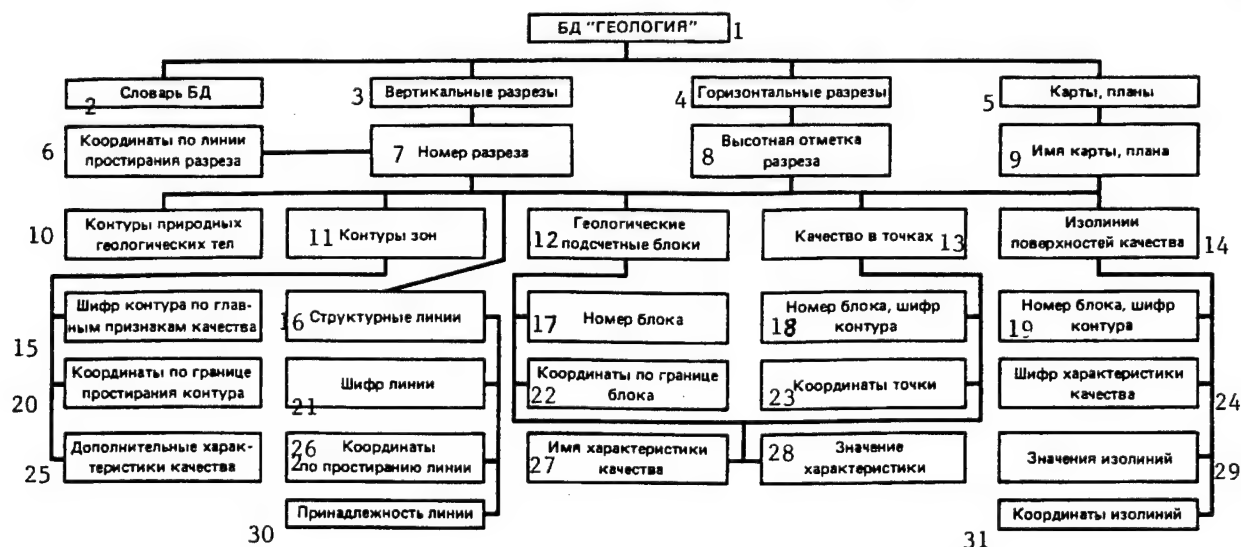 БД "ГЕОЛОГИЯ" 1
2 Словарь БД
3 Вертикальные разрезы
4 Горизонтальные разрезы
5 Карты, планы
6 Координаты по линии
простирания разреза
7 Номер разреза
8 Высотная отметка
разреза
9 Имя карты, плана
10 Контуры природных
геологических тел
11 Контуры зон
12 Геологические
подсчетные блоки
Качество в точках 13
Изолинии
поверхностей качества 14
15 Шифр контура по глав-
ным признакам качества
16 Структурные линии
17 Номер блока
18 Номер блока, шифр
контура
19 Номер блока, шифр
контура
20 Координаты по границе
простирания контура
21 Шифр линии
22 Координаты по границе
блока
23 Координаты точки
Шифр характеристики
качества 24
25 Дополнительные харак-
теристики качества
26 Координаты
2 по простиранию линии
27 Имя характеристики
качества
28 Значение
характеристики
Значения изолиний 29
30 Принадлежность линии
31 Координаты изолиний